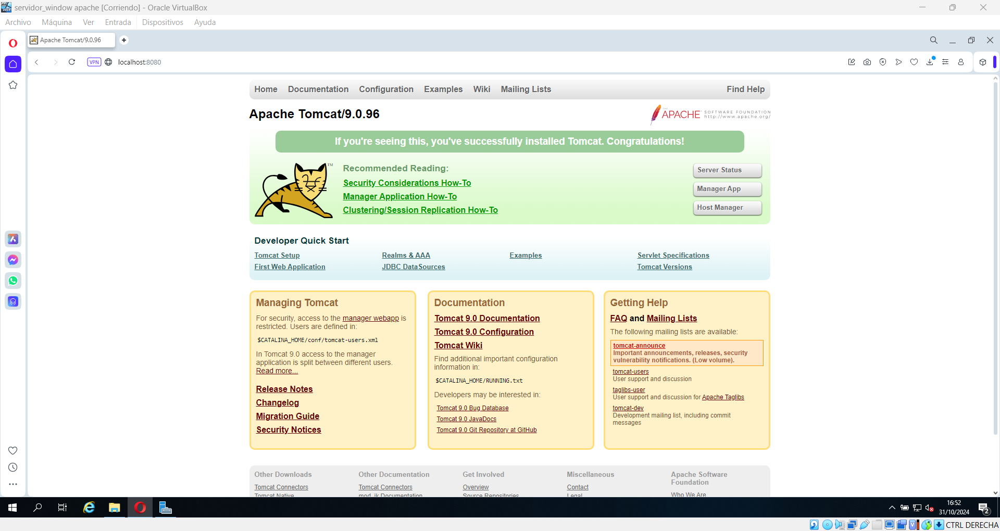 servidor_window apache [Corriendo] - Oracle VirtualBox
Archivo Máquina Ver Entrada Dispositivos Ayuda
Apache Tomcat/9.0.96
VPN localhost:8080
Home Documentation Configuration Examples Wiki Mailing Lists Find Help
Apache Tomcat/9.0.96
THE APACHE SOFTWARE FOUNDATION
http://www.apache.org/
If you're seeing this, you've successfully installed Tomcat. Congratulations!
TM
Recommended Reading:
Security Considerations How-To
Manager Application How-To
Clustering/Session Replication How-To
Server Status
Manager App
Host Manager
Developer Quick Start
Tomcat Setup
First Web Application
Realms & AAA
JDBC DataSources
Examples
Servlet Specifications
Tomcat Versions
Managing Tomcat
For security, access to the manager webapp is
restricted. Users are defined in:
$CATALINA_HOME/conf/tomcat-users.xml
In Tomcat 9.0 access to the manager
application is split between different users.
Read more...
Release Notes
Changelog
Migration Guide
Security Notices
Documentation
Tomcat 9.0 Documentation
Tomcat 9.0 Configuration
Tomcat Wiki
Find additional important configuration
information in:
$CATALINA_HOME/RUNNING.txt
Developers may be interested in:
Tomcat 9.0 Bug Database
Tomcat 9.0 JavaDocs
Tomcat 9.0 Git Repository at GitHub
Getting Help
FAQ and Mailing Lists
The following mailing lists are available:
tomcat-announce
Important announcements, releases, security
vulnerability notifications. (Low volume).
tomcat-users
User support and discussion
taglibs-user
User support and discussion for Apache Taglibs
tomcat-dev
Development mailing list, including commit
messages
Other Downloads
Tomcat Connectors
Tomcat Native
Other Documentation
Tomcat Connectors
mod_jk Documentation
Get Involved
Overview
Source Repositories
Miscellaneous
Contact
Legal
Apache Software
Foundation
Who We Are
16:52
31/10/2024
2
CTRL DERECHA